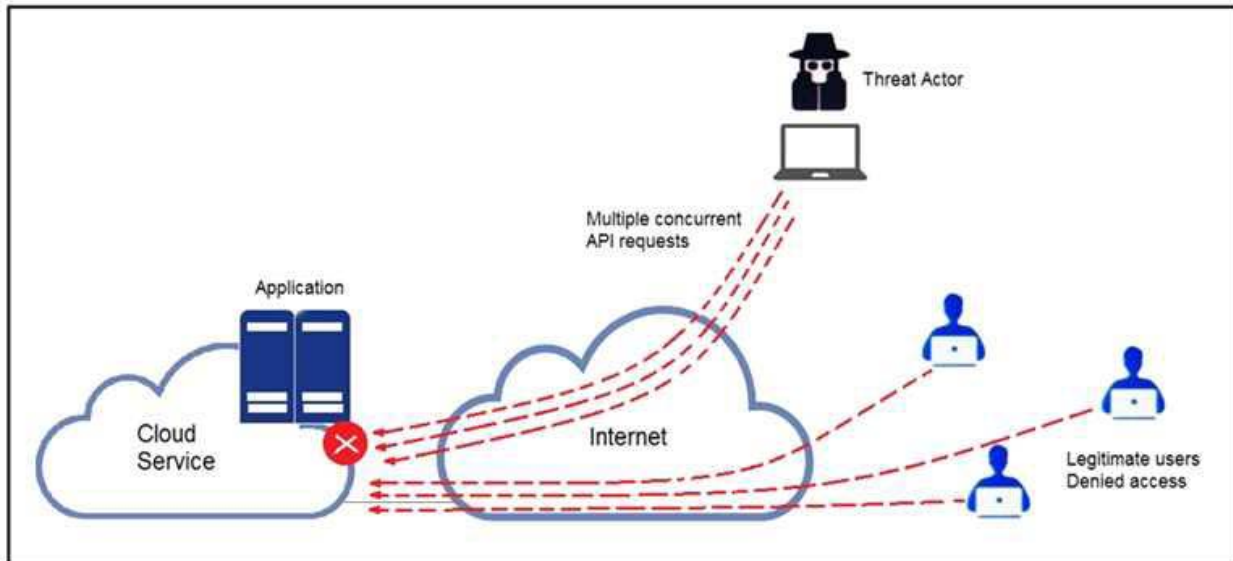 Threat Actor
Multiple concurrent
API requests
Application
Cloud
Service
Internet
Legitimate users
Denied access